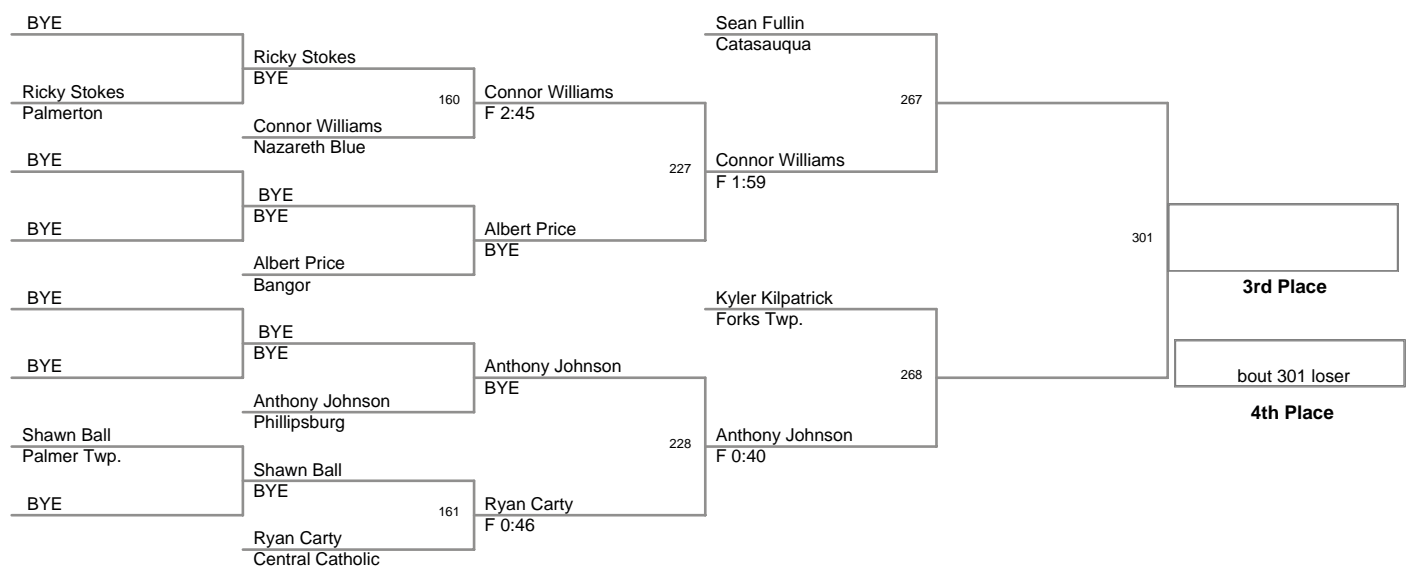 BYE
Ricky Stokes
Palmerton
BYE
BYE
BYE
BYE
Shawn Ball
Palmer Twp.
BYE
Ricky Stokes
BYE
Connor Williams
Nazareth Blue
BYE
BYE
Albert Price
Bangor
BYE
BYE
Anthony Johnson
Phillipsburg
Shawn Ball
BYE
Ryan Carty
Central Catholic
160
161
Connor Williams
F 2:45
Albert Price
BYE
Anthony Johnson
BYE
Ryan Carty
F 0:46
227
228
Sean Fullin
Catasauqua
Connor Williams
F 1:59
Kyler Kilpatrick
Forks Twp.
Anthony Johnson
F 0:40
267
268
301
3rd Place
bout 301 loser
4th Place